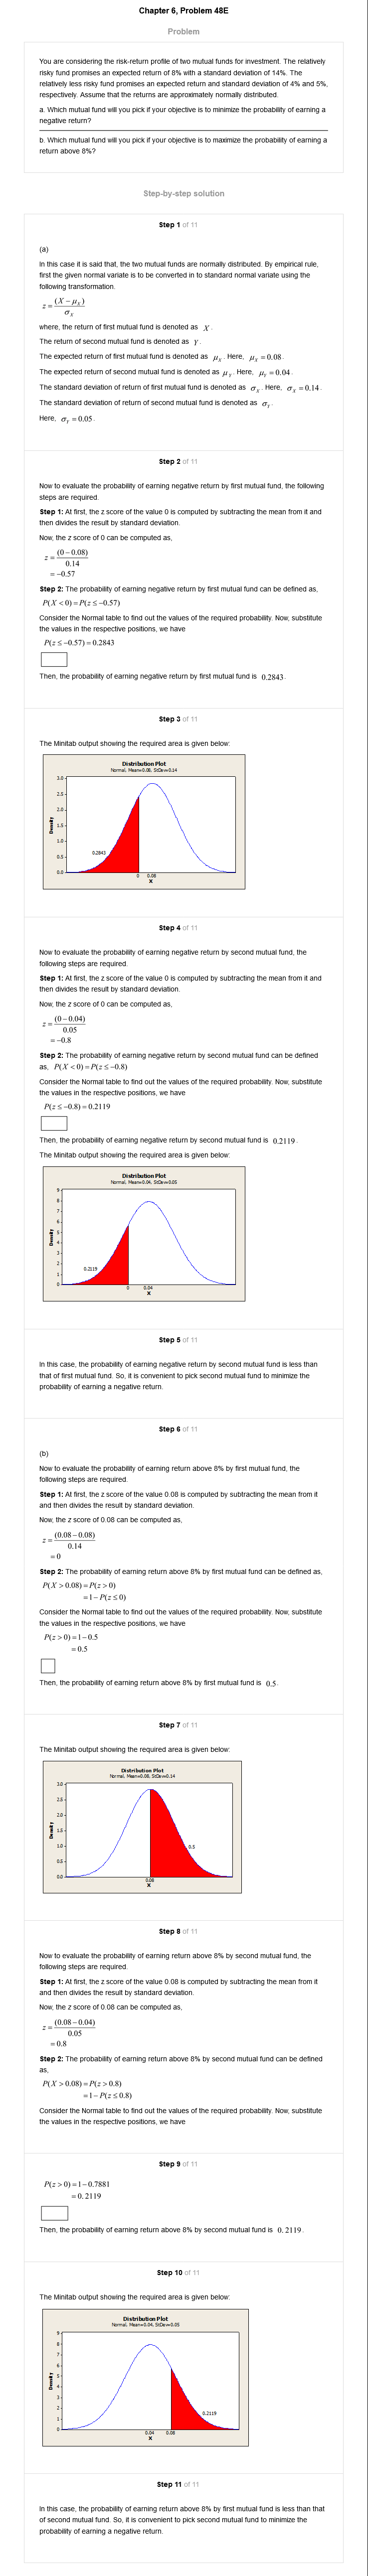 Chapter 6, Problem 48E
Problem
You are considering the risk-return profile of two mutual funds for investment. The relatively
risky fund promises an expected return of 8% with a standard deviation of 14%. The
relatively less risky fund promises an expected return and standard deviation of 4% and 5%,
respectively. Assume that the returns are approximately normally distributed.
a. Which mutual fund will you pick if your objective is to minimize the probability of earning a
negative return?
b. Which mutual fund will you pick if your objective is to maximize the probability of earning a
return above 8%?
Step-by-step solution
Step 1 of 11
(a)
In this case it is said that, the two mutual funds are normally distributed. By empirical rule,
first the given normal variate is to be converted in to standard normal variate using the
following transformation.
z = (X − μ_X) / σ_X
where, the return of first mutual fund is denoted as X .
The return of second mutual fund is denoted as Y .
The expected return of first mutual fund is denoted as μ_X . Here, μ_X = 0.08 .
The expected return of second mutual fund is denoted as μ_Y . Here, μ_Y = 0.04 .
The standard deviation of return of first mutual fund is denoted as σ_X . Here, σ_X = 0.14 .
The standard deviation of return of second mutual fund is denoted as σ_Y .
Here, σ_Y = 0.05 .
Step 2 of 11
Now to evaluate the probability of earning negative return by first mutual fund, the following
steps are required.
Step 1: At first, the z score of the value 0 is computed by subtracting the mean from it and
then divides the result by standard deviation.
Now, the z score of 0 can be computed as,
z = (0 − 0.08) / 0.14
= −0.57
Step 2: The probability of earning negative return by first mutual fund can be defined as,
P(X < 0) = P(z ≤ −0.57)
Consider the Normal table to find out the values of the required probability. Now, substitute
the values in the respective positions, we have
P(z ≤ −0.57) = 0.2843
Then, the probability of earning negative return by first mutual fund is 0.2843 .
Step 3 of 11
The Minitab output showing the required area is given below:
Distribution Plot
Normal, Mean=0.08, StDev=0.14
3.0
2.5
2.0
1.5
1.0
0.5
0.0
Density
0.2843
0 0.08
X
Step 4 of 11
Now to evaluate the probability of earning negative return by second mutual fund, the
following steps are required.
Step 1: At first, the z score of the value 0 is computed by subtracting the mean from it and
then divides the result by standard deviation.
Now, the z score of 0 can be computed as,
z = (0 − 0.04) / 0.05
= −0.8
Step 2: The probability of earning negative return by second mutual fund can be defined
as, P(X < 0) = P(z ≤ −0.8)
Consider the Normal table to find out the values of the required probability. Now, substitute
the values in the respective positions, we have
P(z ≤ −0.8) = 0.2119
Then, the probability of earning negative return by second mutual fund is 0.2119 .
The Minitab output showing the required area is given below:
Distribution Plot
Normal, Mean=0.04, StDev=0.05
9
8
7
6
5
4
3
2
1
0
Density
0.2119
0 0.04
X
Step 5 of 11
In this case, the probability of earning negative return by second mutual fund is less than
that of first mutual fund. So, it is convenient to pick second mutual fund to minimize the
probability of earning a negative return.
Step 6 of 11
(b)
Now to evaluate the probability of earning return above 8% by first mutual fund, the
following steps are required.
Step 1: At first, the z score of the value 0.08 is computed by subtracting the mean from it
and then divides the result by standard deviation.
Now, the z score of 0.08 can be computed as,
z = (0.08 − 0.08) / 0.14
= 0
Step 2: The probability of earning return above 8% by first mutual fund can be defined as,
P(X > 0.08) = P(z > 0)
= 1 − P(z ≤ 0)
Consider the Normal table to find out the values of the required probability. Now, substitute
the values in the respective positions, we have
P(z > 0) = 1 − 0.5
= 0.5
Then, the probability of earning return above 8% by first mutual fund is 0.5 .
Step 7 of 11
The Minitab output showing the required area is given below:
Distribution Plot
Normal, Mean=0.08, StDev=0.14
3.0
2.5
2.0
1.5
1.0
0.5
0.0
Density
0.5
0.08
X
Step 8 of 11
Now to evaluate the probability of earning return above 8% by second mutual fund, the
following steps are required.
Step 1: At first, the z score of the value 0.08 is computed by subtracting the mean from it
and then divides the result by standard deviation.
Now, the z score of 0.08 can be computed as,
z = (0.08 − 0.04) / 0.05
= 0.8
Step 2: The probability of earning return above 8% by second mutual fund can be defined
as,
P(X > 0.08) = P(z > 0.8)
= 1 − P(z ≤ 0.8)
Consider the Normal table to find out the values of the required probability. Now, substitute
the values in the respective positions, we have
Step 9 of 11
P(z > 0) = 1 − 0.7881
= 0. 2119
Then, the probability of earning return above 8% by second mutual fund is 0. 2119 .
Step 10 of 11
The Minitab output showing the required area is given below:
Distribution Plot
Normal, Mean=0.04, StDev=0.05
9
8
7
6
5
4
3
2
1
0
Density
0.2119
0.04 0.08
X
Step 11 of 11
In this case, the probability of earning return above 8% by first mutual fund is less than that
of second mutual fund. So, it is convenient to pick second mutual fund to minimize the
probability of earning a negative return.